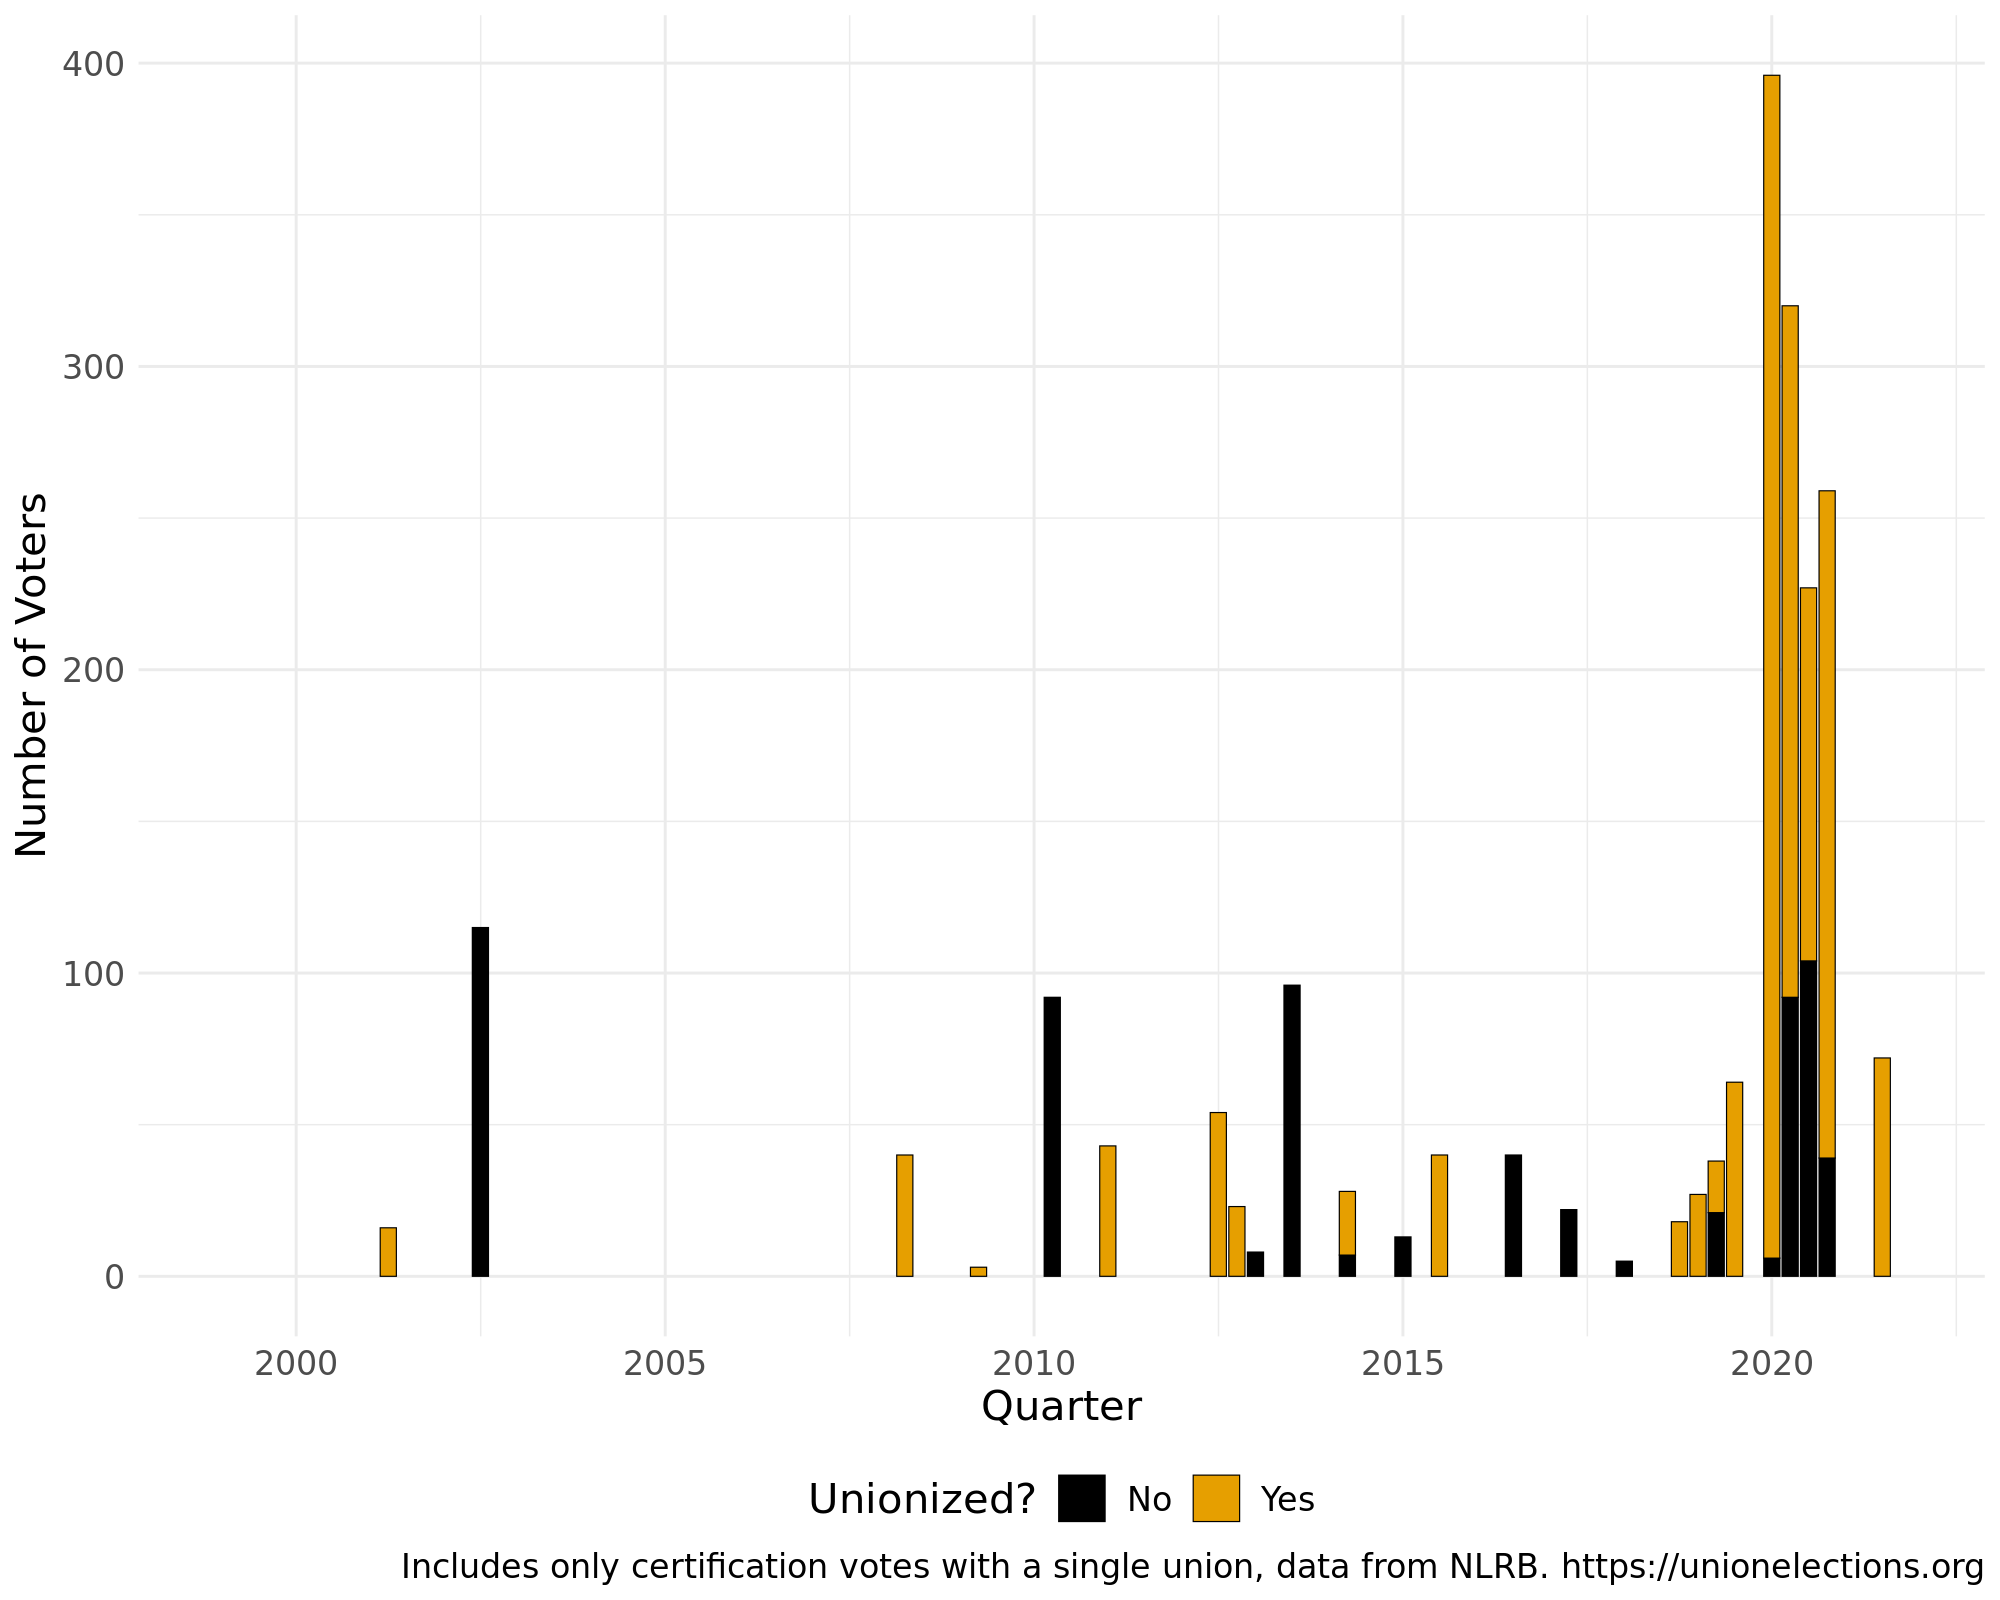 400
300
200
100
0
Number of Voters
2000 2005 2010 2015 2020
Quarter
Unionized? No Yes
Includes only certification votes with a single union, data from NLRB. https://unionelections.org